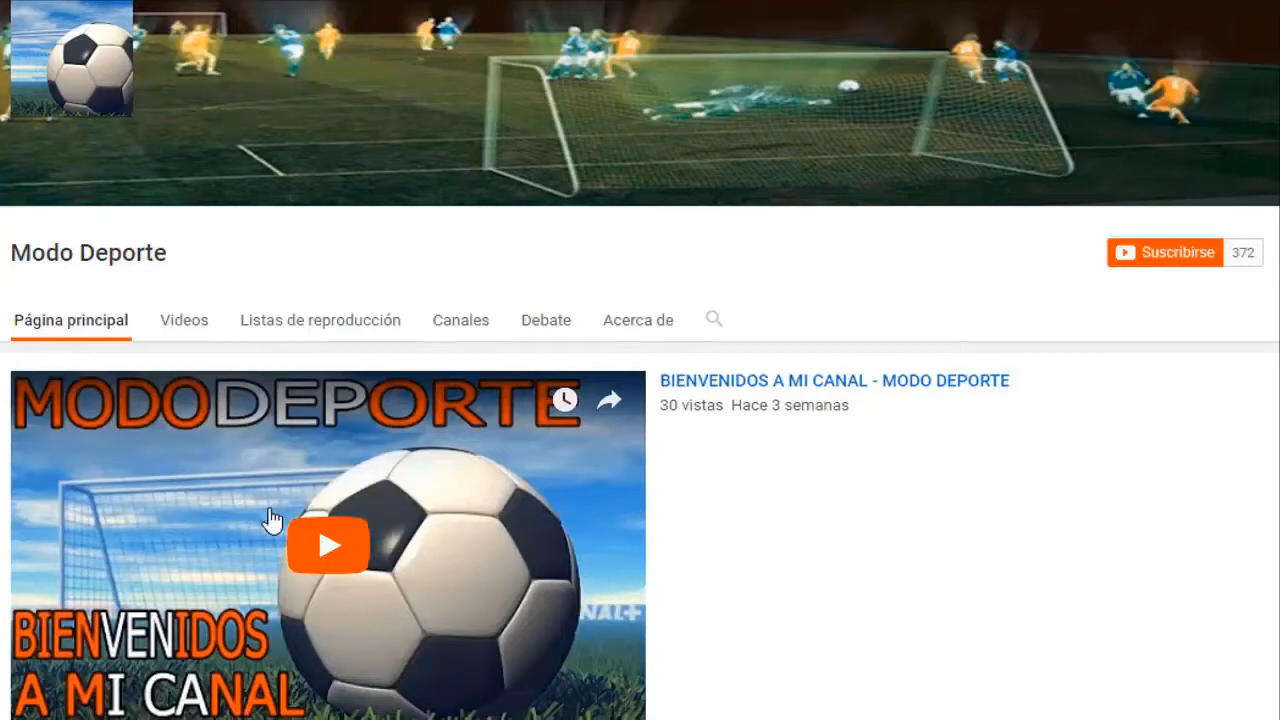 Modo Deporte
Suscribirse 372
Página principal Videos Listas de reproducción Canales Debate Acerca de
MODODEPORTE
BIENVENIDOS A MI CANAL - MODO DEPORTE
30 vistas Hace 3 semanas
BIENVENIDOS
A MI CANAL